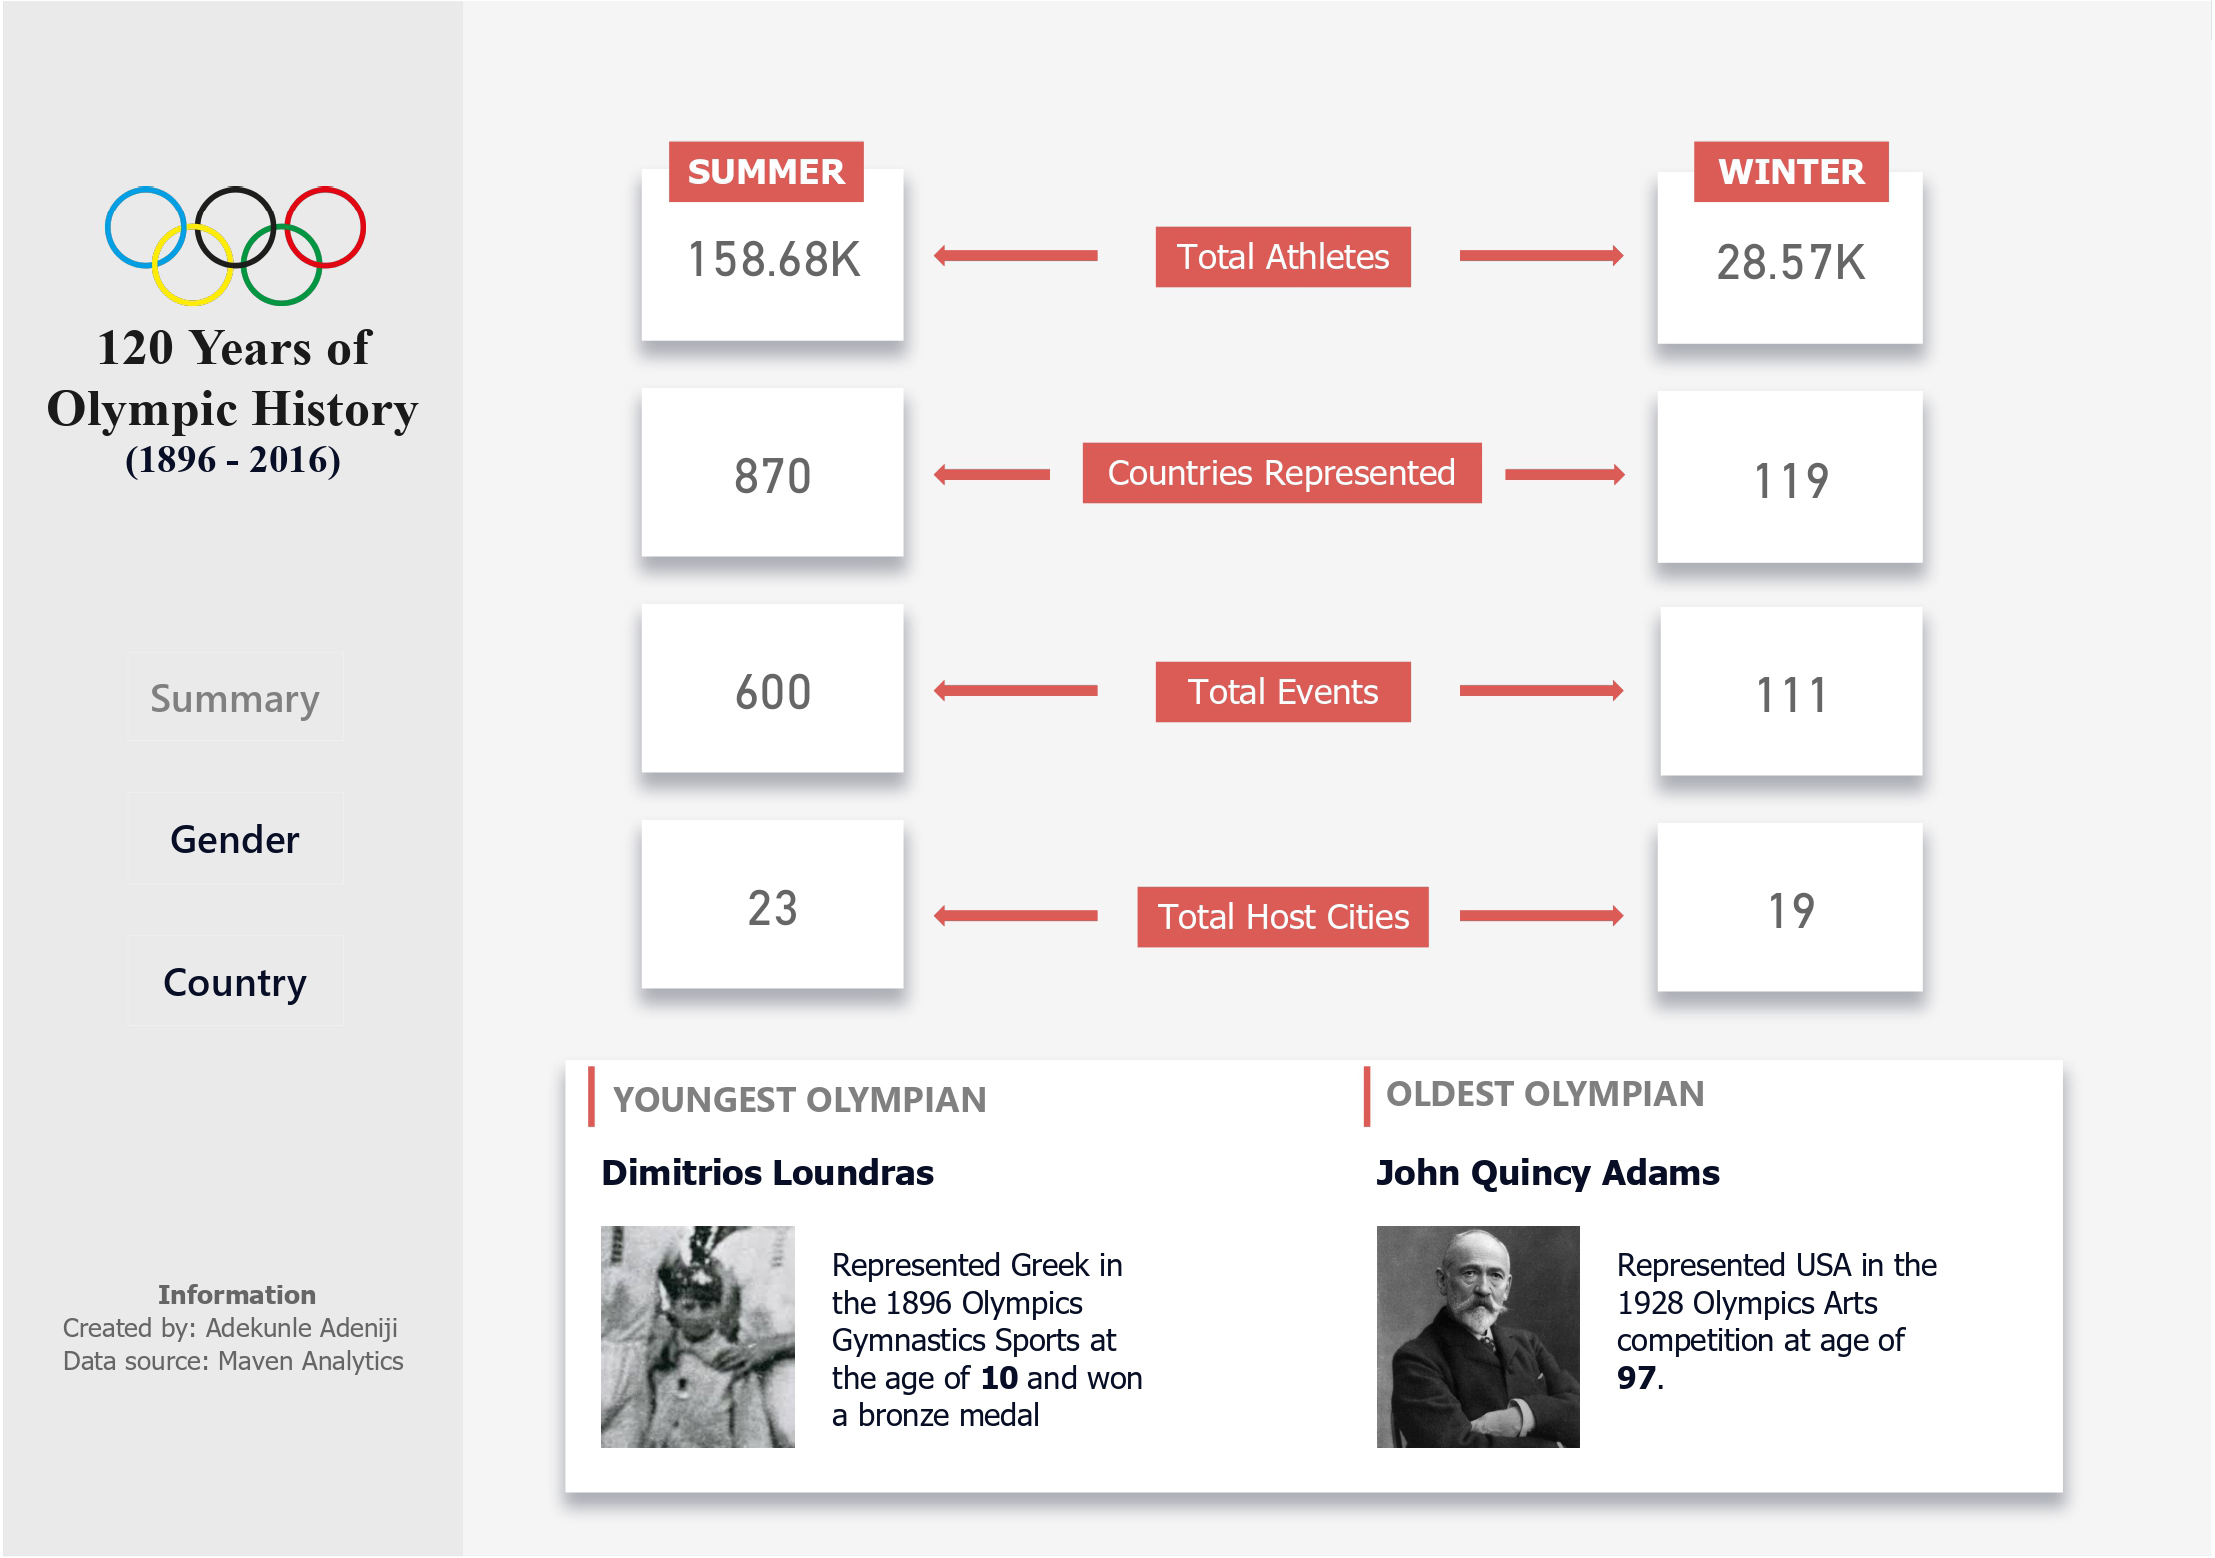 120 Years of
Olympic History
(1896 - 2016)
Summary
Gender
Country
Information
Created by: Adekunle Adeniji
Data source: Maven Analytics
SUMMER
WINTER
158.68K
Total Athletes
28.57K
870
Countries Represented
119
600
Total Events
111
23
Total Host Cities
19
YOUNGEST OLYMPIAN
Dimitrios Loundras
Represented Greek in
the 1896 Olympics
Gymnastics Sports at
the age of 10 and won
a bronze medal
OLDEST OLYMPIAN
John Quincy Adams
Represented USA in the
1928 Olympics Arts
competition at age of
97.